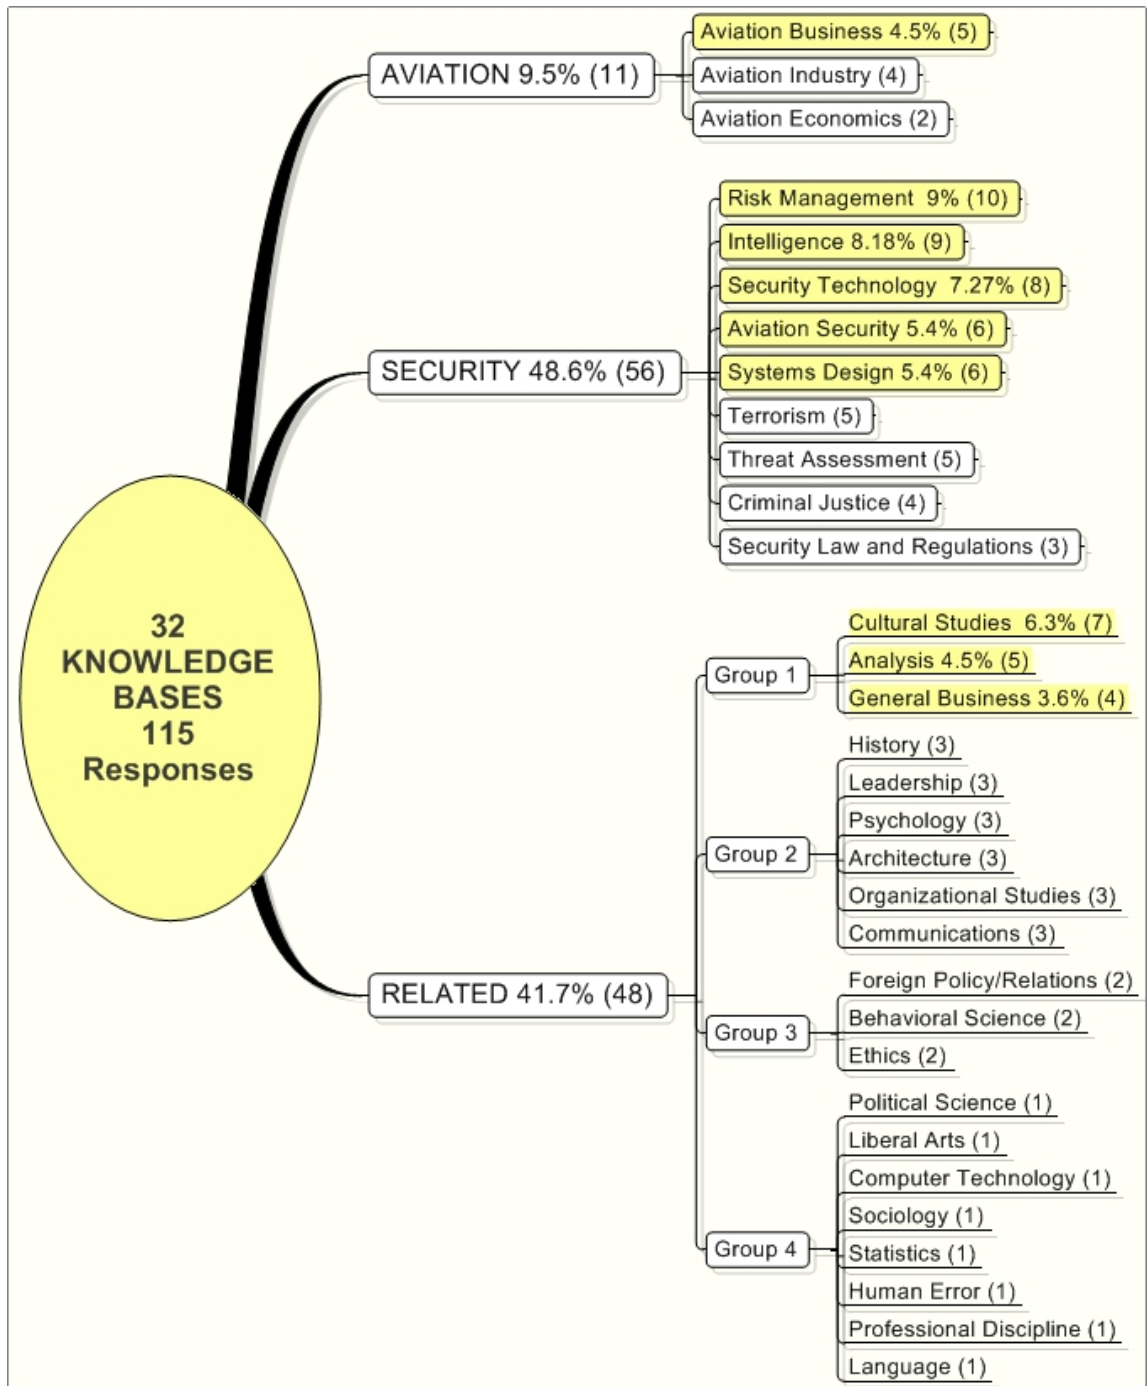 32
KNOWLEDGE
BASES
115
Responses
AVIATION 9.5% (11)
Aviation Business 4.5% (5)
Aviation Industry (4)
Aviation Economics (2)
SECURITY 48.6% (56)
Risk Management 9% (10)
Intelligence 8.18% (9)
Security Technology 7.27% (8)
Aviation Security 5.4% (6)
Systems Design 5.4% (6)
Terrorism (5)
Threat Assessment (5)
Criminal Justice (4)
Security Law and Regulations (3)
RELATED 41.7% (48)
Group 1
Cultural Studies 6.3% (7)
Analysis 4.5% (5)
General Business 3.6% (4)
Group 2
History (3)
Leadership (3)
Psychology (3)
Architecture (3)
Organizational Studies (3)
Communications (3)
Group 3
Foreign Policy/Relations (2)
Behavioral Science (2)
Ethics (2)
Group 4
Political Science (1)
Liberal Arts (1)
Computer Technology (1)
Sociology (1)
Statistics (1)
Human Error (1)
Professional Discipline (1)
Language (1)